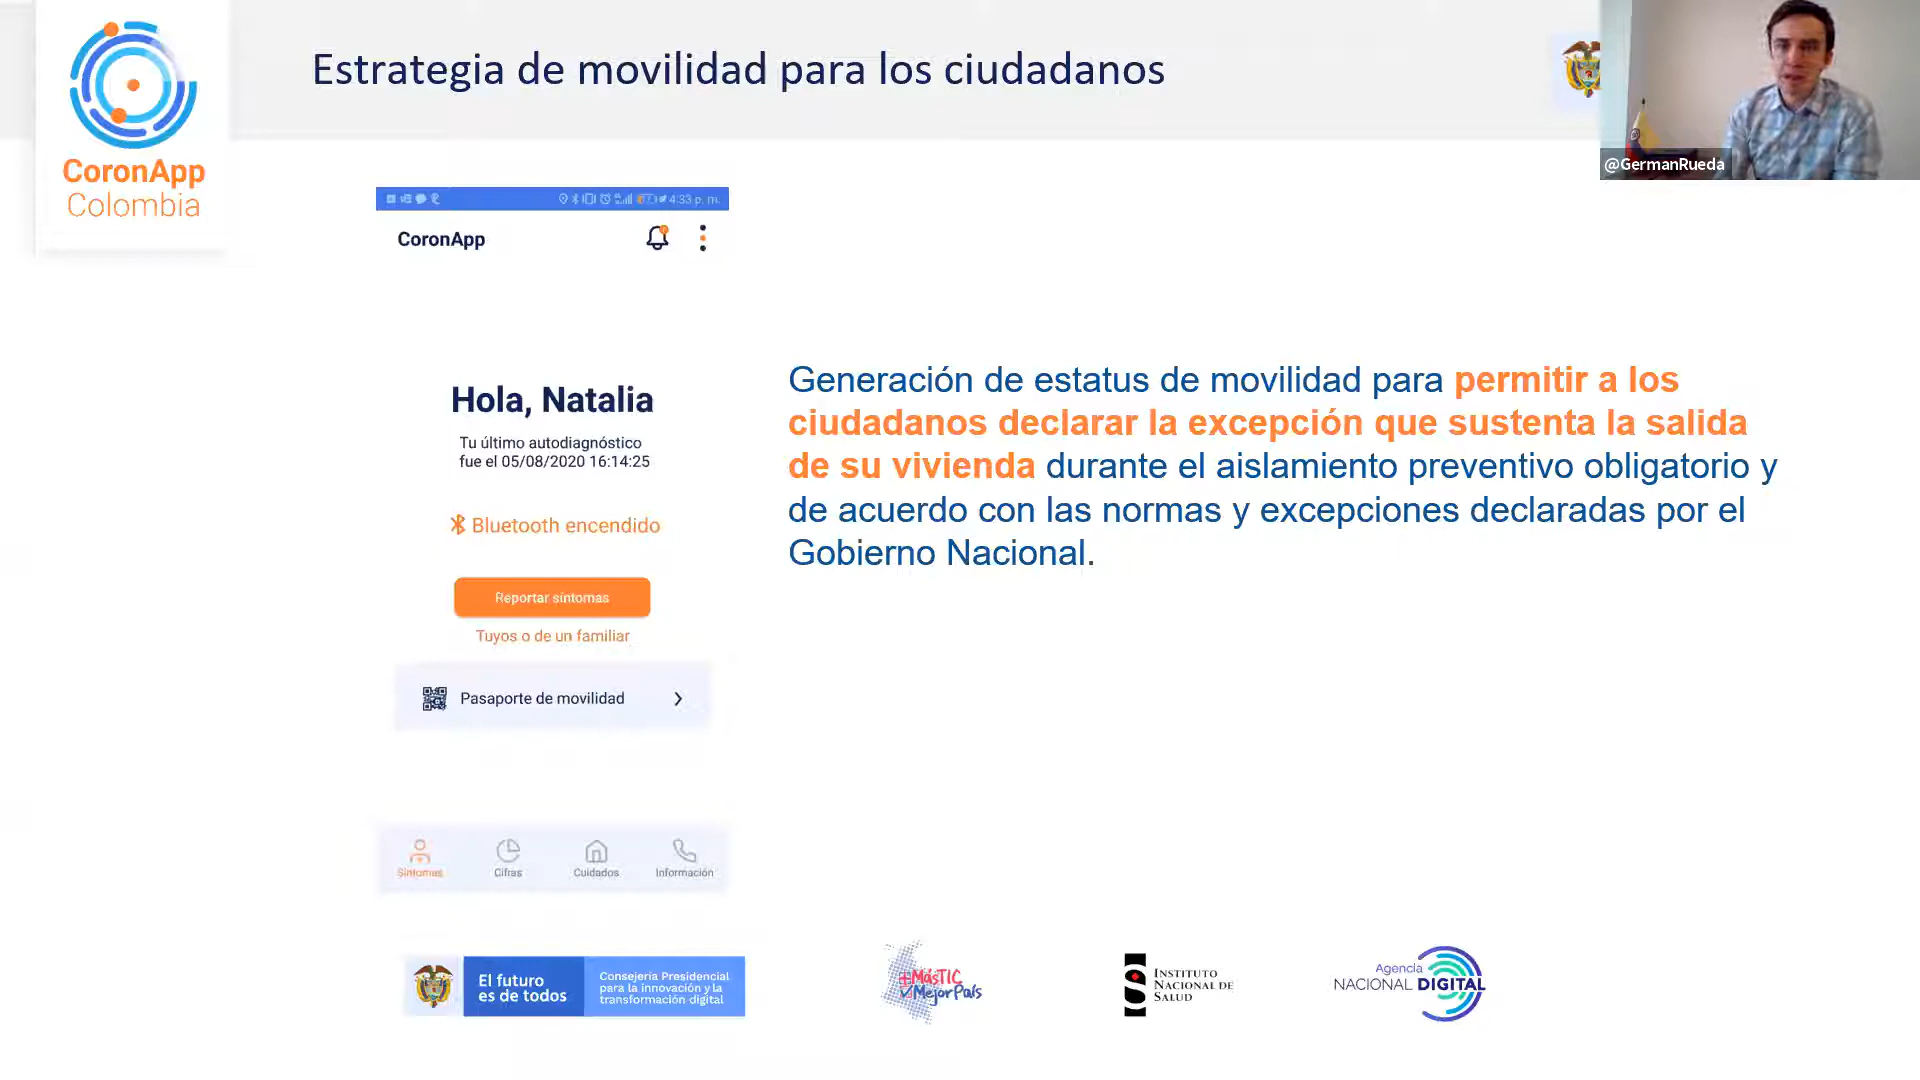 CoronApp
Colombia
Estrategia de movilidad para los ciudadanos
@GermanRueda
4:33 p. m.
CoronApp
Hola, Natalia
Tu último autodiagnóstico
fue el 05/08/2020 16:14:25
Bluetooth encendido
Reportar síntomas
Tuyos o de un familiar
Pasaporte de movilidad
Síntomas
Cifras
Cuidados
Información
Generación de estatus de movilidad para permitir a los
ciudadanos declarar la excepción que sustenta la salida
de su vivienda durante el aislamiento preventivo obligatorio y
de acuerdo con las normas y excepciones declaradas por el
Gobierno Nacional.
El futuro
es de todos
Consejería Presidencial
para la innovación y la
transformación digital
+MásTIC
MejorPaís
INSTITUTO
NACIONAL DE
SALUD
Agencia
NACIONAL DIGITAL